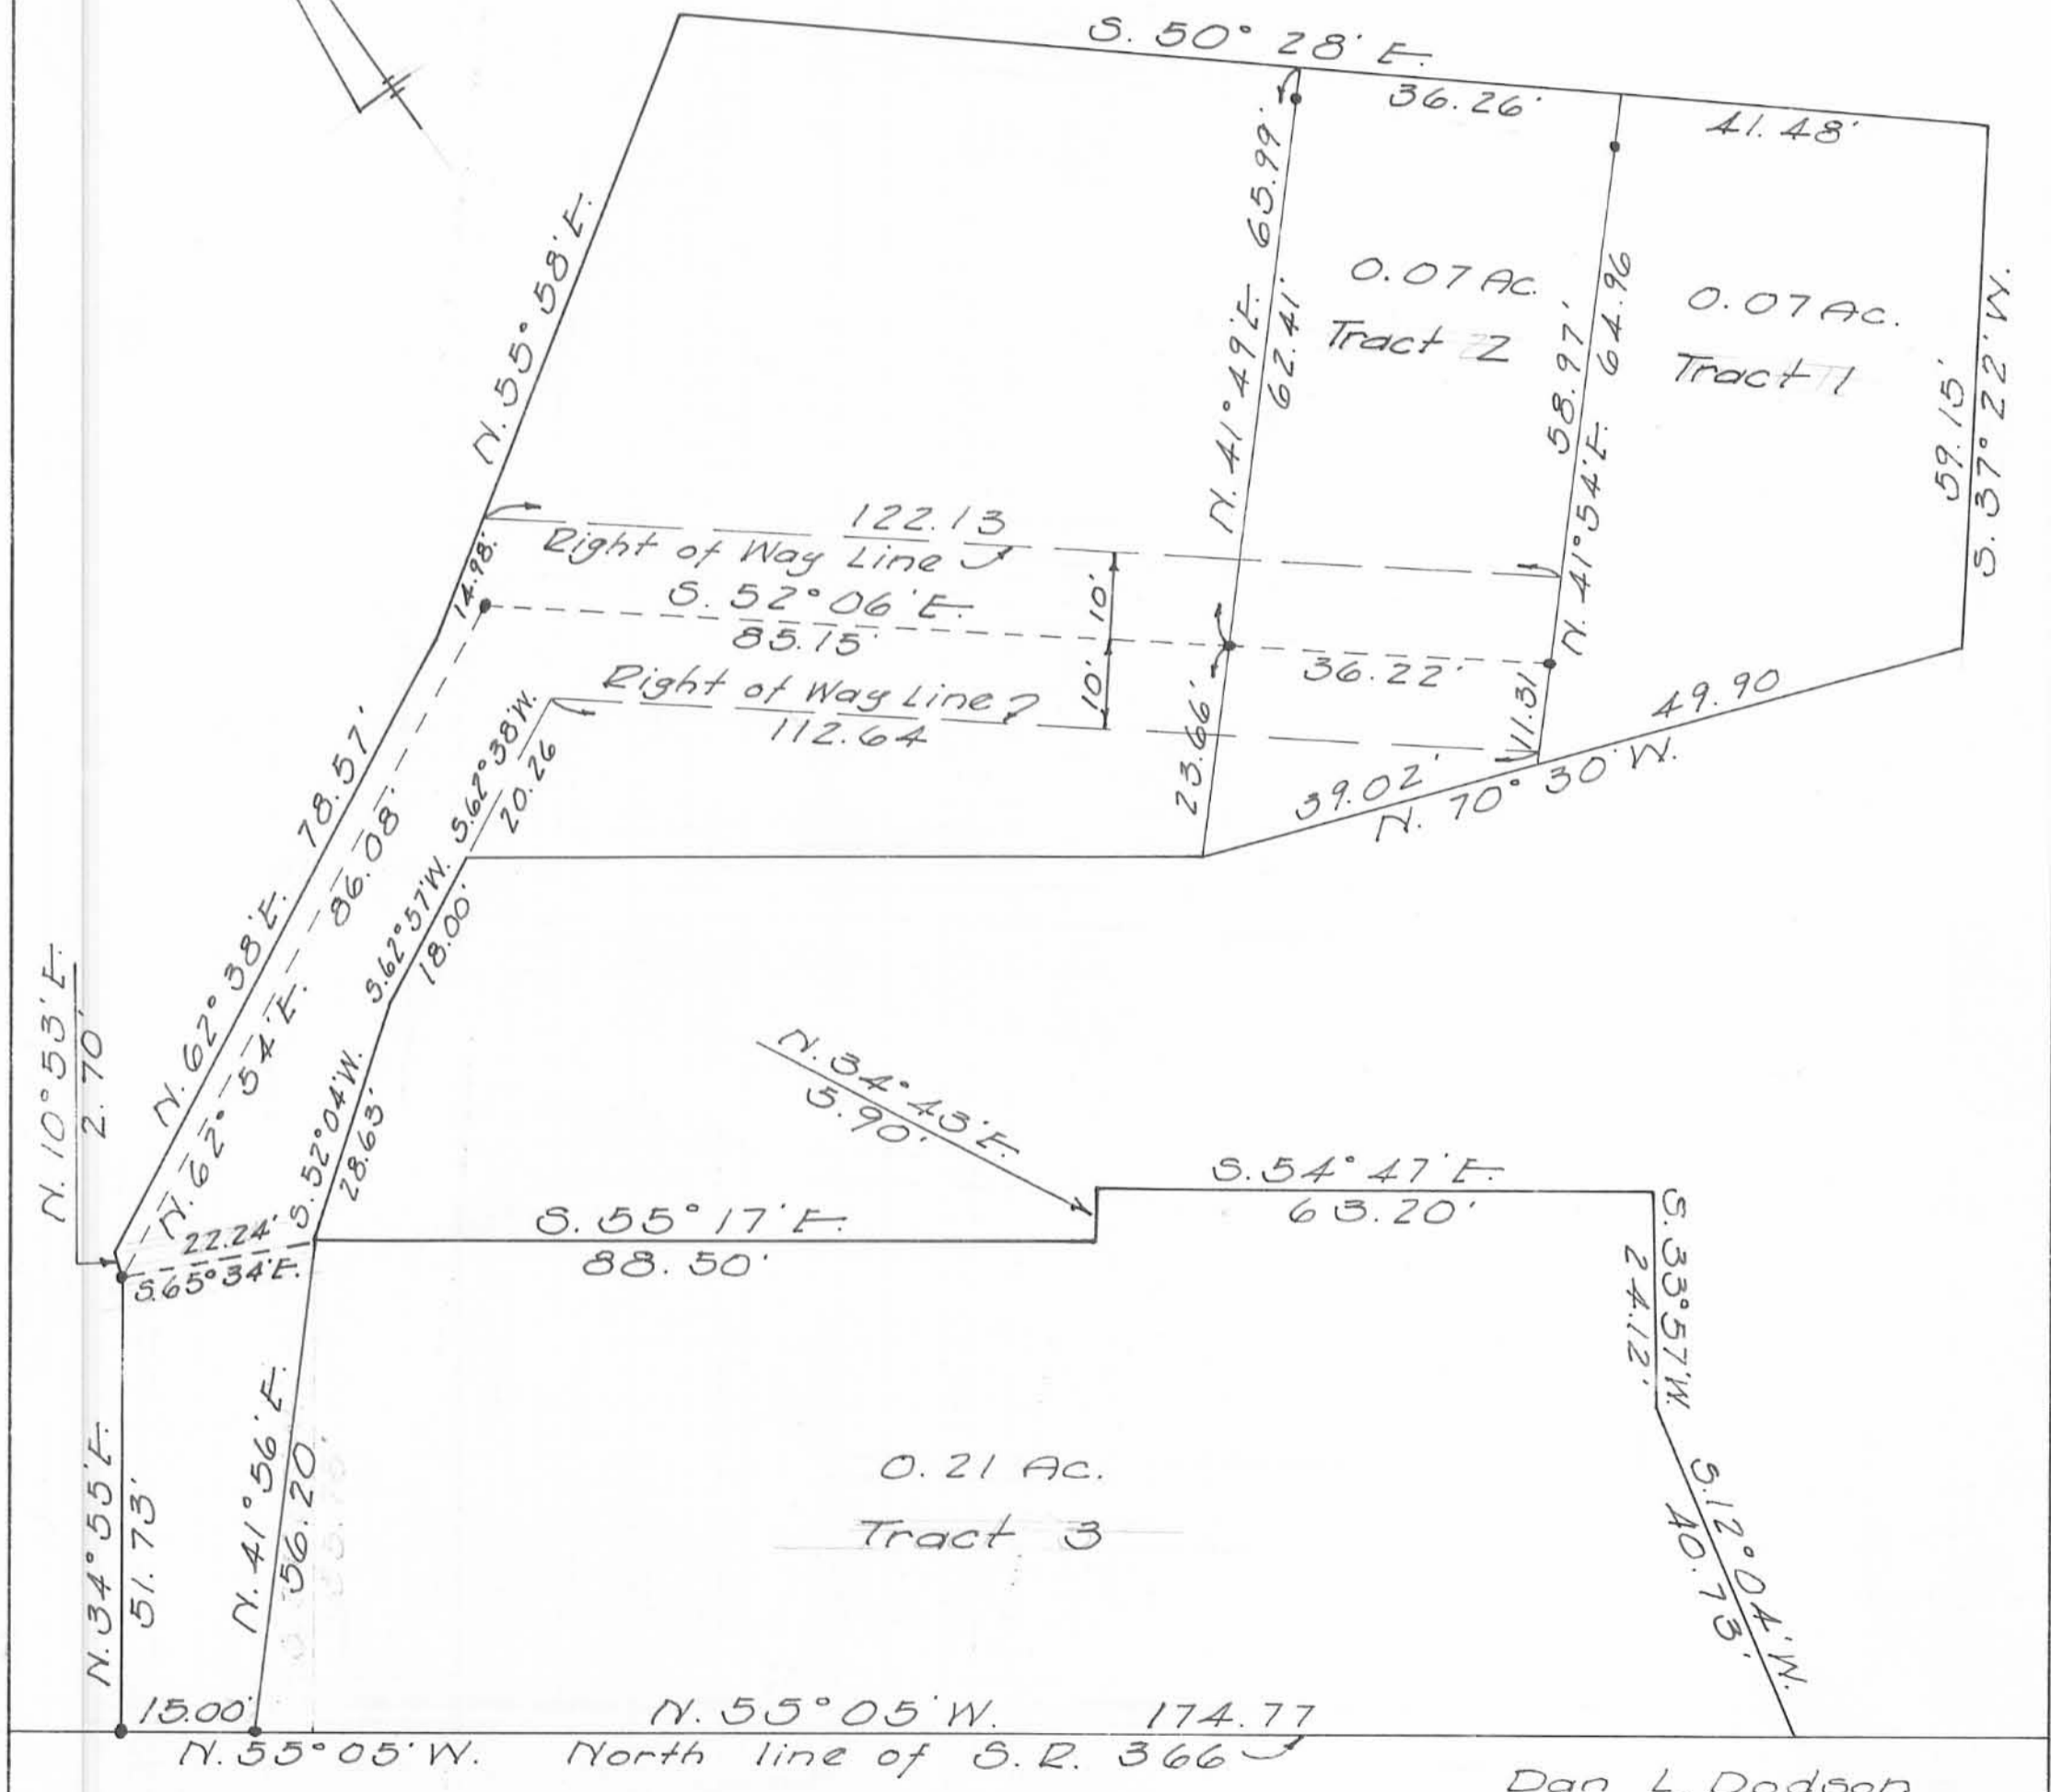 S. 50° 28' E.
36.26'
41.48'
N. 55° 58' E.
N. 41° 49' E. 65.99'
62.41'
0.07 Ac.
Tract 2
58.97'
N. 41° 54' E. 64.96
0.07 Ac.
Tract 1
59.15'
S. 37° 22' W.
122.13
Right of Way Line
14.98'
S. 52° 06' E.
85.15'
10'
10'
36.22'
Right of Way Line
112.64
23.66'
11.31
49.90
39.02'
N. 70° 30' W.
S. 62° 38' W.
20.26
78.57'
N. 62° 38' E.
86.08'
N. 62° 54' E.
S. 62° 57' W.
18.00'
N. 10° 53' E.
2.70'
S. 52° 04' W.
28.63'
N. 34° 43' E.
5.90'
S. 54° 47' E.
63.20'
22.24'
S. 65° 34' E.
S. 55° 17' E.
88.50'
S. 33° 57' W.
24.12'
N. 34° 55' E.
51.73'
N. 41° 56' E.
56.20'
0.21 Ac.
Tract 3
S. 12° 04' W.
40.73'
15.00'
N. 55° 05' W. 174.77
N. 55° 05' W. North line of S.R. 366
Dan L. Dodson